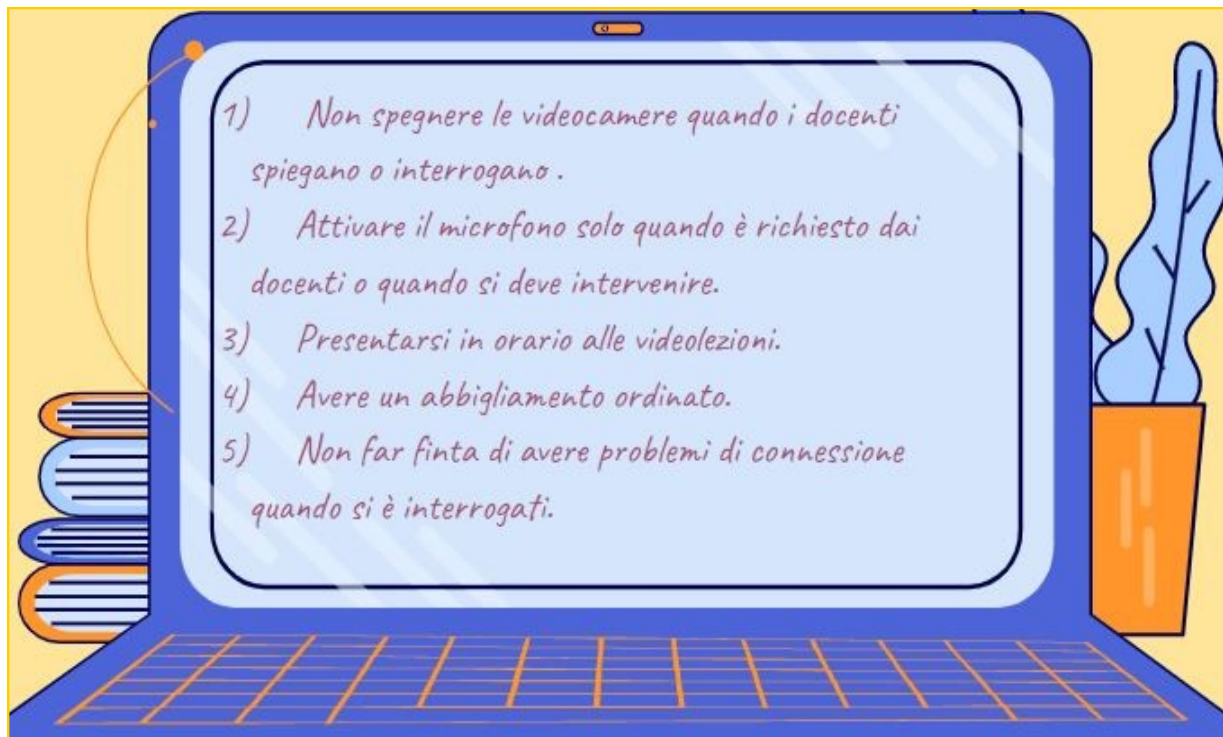 1) Non spegnere le videocamere quando i docenti
spiegano o interrogano .
2) Attivare il microfono solo quando è richiesto dai
docenti o quando si deve intervenire.
3) Presentarsi in orario alle videolezioni.
4) Avere un abbigliamento ordinato.
5) Non far finta di avere problemi di connessione
quando si è interrogati.